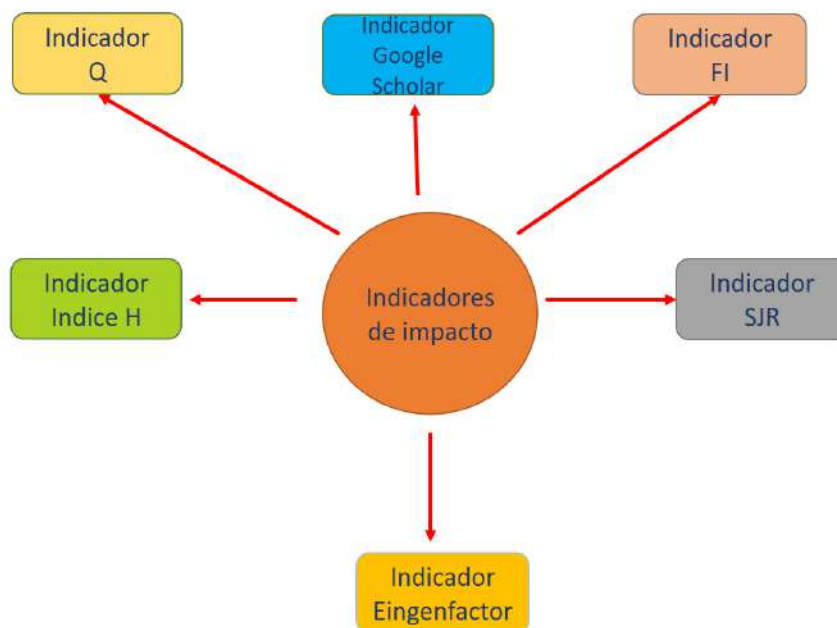 Indicador
Q
Indicador
Google
Scholar
Indicador
FI
Indicador
Indice H
Indicadores
de impacto
Indicador
SJR
Indicador
Eingenfactor